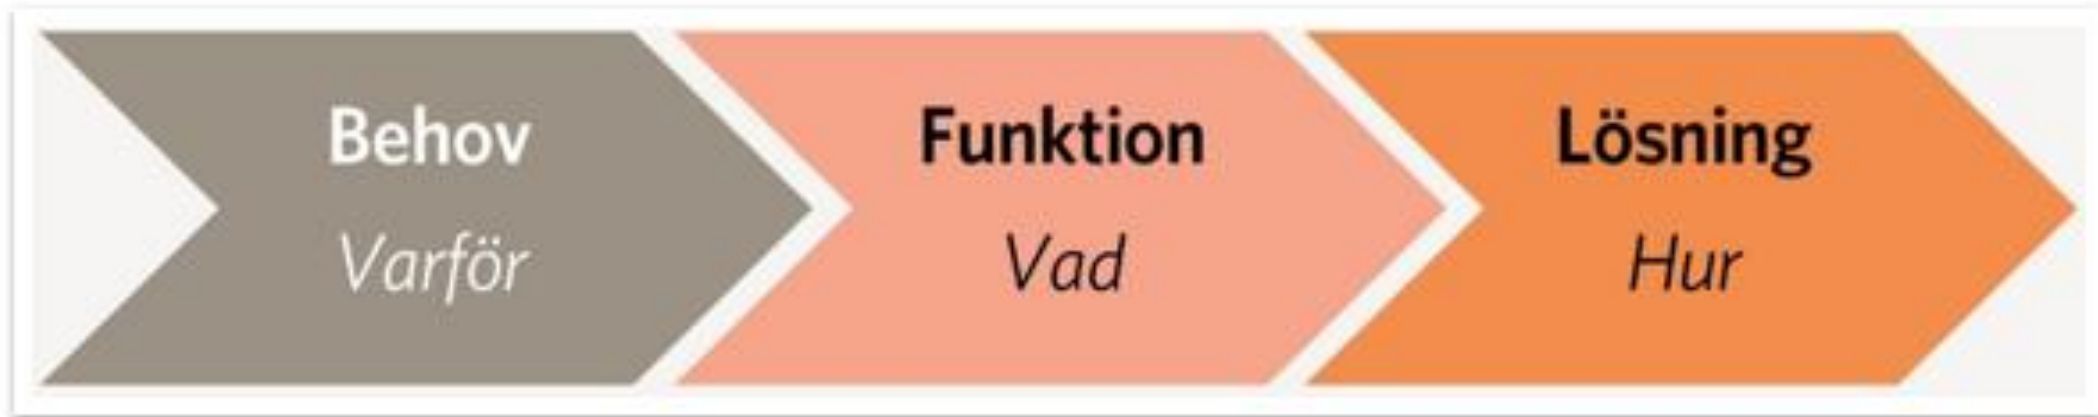 Behov
Varför
Funktion
Vad
Lösning
Hur